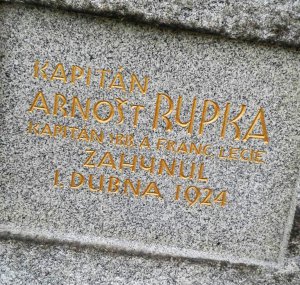 KAPITÁN
ARNOŠT RUPKA
KAPITÁN A FRANC. LEGIE
ZAHYNUL
1. DUBNA 1924